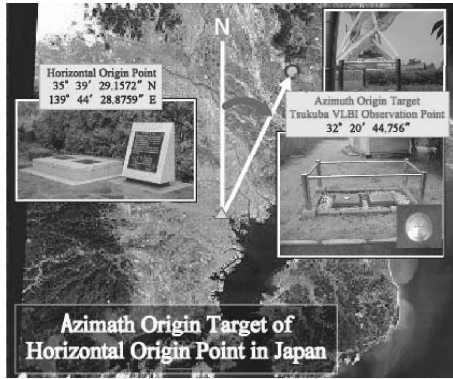 N
Horizontal Origin Point
35° 39′ 29.1572″ N
139° 44′ 28.8759″ E
Azimuth Origin Target
Tsukuba VLBI Observation Point
32° 20′ 44.756″
Azimath Origin Target of
Horizontal Origin Point in Japan